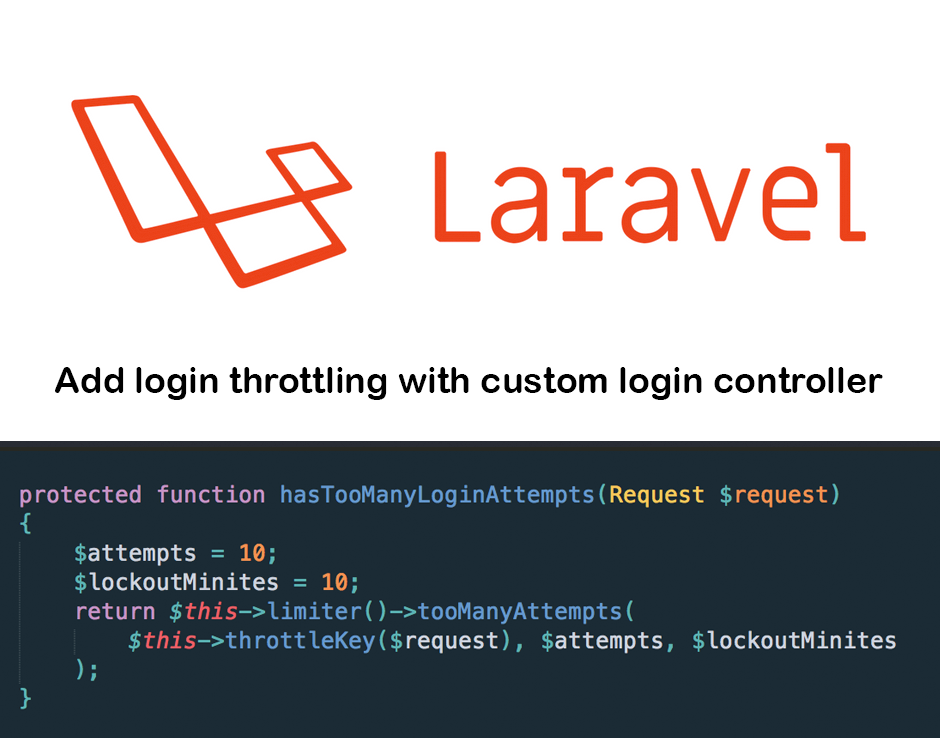 Laravel
Add login throttling with custom login controller
protected function hasTooManyLoginAttempts(Request $request)
{
    $attempts = 10;
    $lockoutMinites = 10;
    return $this->limiter()->tooManyAttempts(
        $this->throttleKey($request), $attempts, $lockoutMinites
    );
}